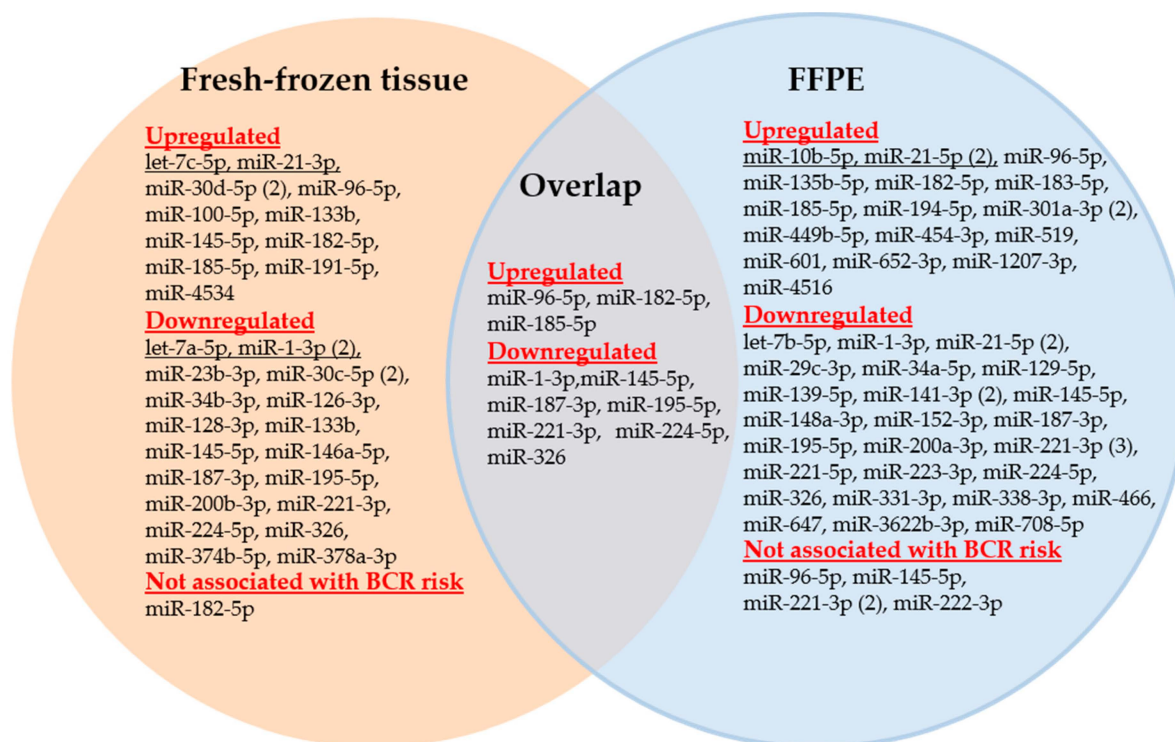 Fresh-frozen tissue
Upregulated
let-7c-5p, miR-21-3p,
miR-30d-5p (2), miR-96-5p,
miR-100-5p, miR-133b,
miR-145-5p, miR-182-5p,
miR-185-5p, miR-191-5p,
miR-4534
Downregulated
let-7a-5p, miR-1-3p (2),
miR-23b-3p, miR-30c-5p (2),
miR-34b-3p, miR-126-3p,
miR-128-3p, miR-133b,
miR-145-5p, miR-146a-5p,
miR-187-3p, miR-195-5p,
miR-200b-3p, miR-221-3p,
miR-224-5p, miR-326,
miR-374b-5p, miR-378a-3p
Not associated with BCR risk
miR-182-5p
Overlap
Upregulated
miR-96-5p, miR-182-5p,
miR-185-5p
Downregulated
miR-1-3p,miR-145-5p,
miR-187-3p, miR-195-5p,
miR-221-3p, miR-224-5p,
miR-326
FFPE
Upregulated
miR-10b-5p, miR-21-5p (2), miR-96-5p,
miR-135b-5p, miR-182-5p, miR-183-5p,
miR-185-5p, miR-194-5p, miR-301a-3p (2),
miR-449b-5p, miR-454-3p, miR-519,
miR-601, miR-652-3p, miR-1207-3p,
miR-4516
Downregulated
let-7b-5p, miR-1-3p, miR-21-5p (2),
miR-29c-3p, miR-34a-5p, miR-129-5p,
miR-139-5p, miR-141-3p (2), miR-145-5p,
miR-148a-3p, miR-152-3p, miR-187-3p,
miR-195-5p, miR-200a-3p, miR-221-3p (3),
miR-221-5p, miR-223-3p, miR-224-5p,
miR-326, miR-331-3p, miR-338-3p, miR-466,
miR-647, miR-3622b-3p, miR-708-5p
Not associated with BCR risk
miR-96-5p, miR-145-5p,
miR-221-3p (2), miR-222-3p